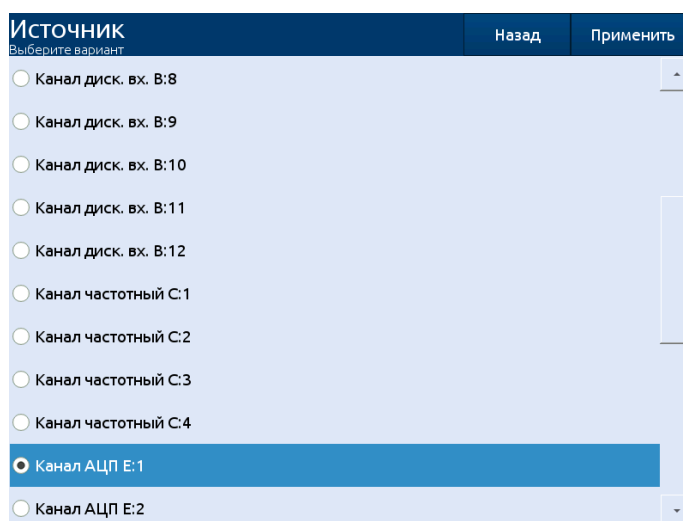 Источник
Выберите вариант
Назад
Применить
Канал диск. вх. B:8
Канал диск. вх. B:9
Канал диск. вх. B:10
Канал диск. вх. B:11
Канал диск. вх. B:12
Канал частотный C:1
Канал частотный C:2
Канал частотный C:3
Канал частотный C:4
Канал АЦП E:1
Канал АЦП E:2